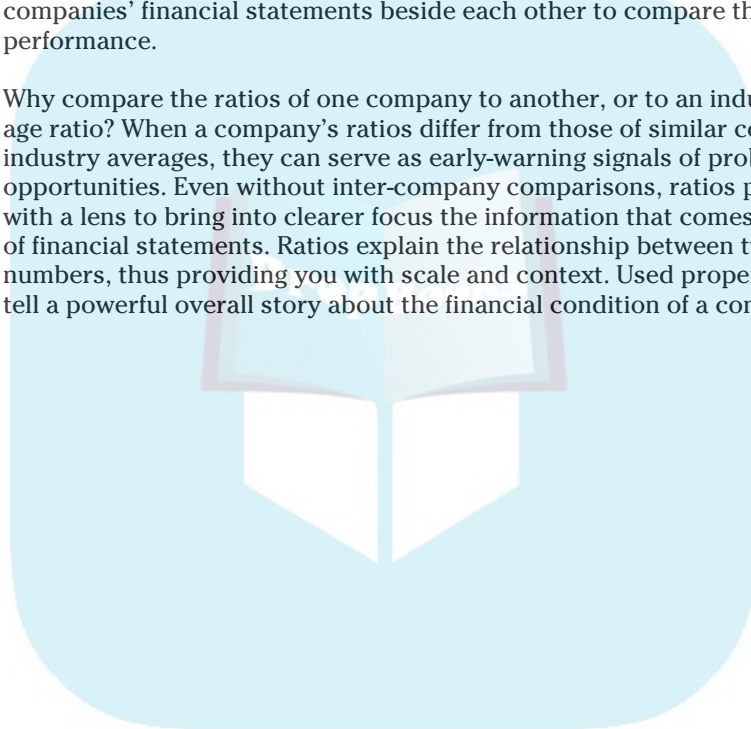 companies’ financial statements beside each other to compare th
performance.
Why compare the ratios of one company to another, or to an indu
age ratio? When a company’s ratios differ from those of similar co
industry averages, they can serve as early-warning signals of pro
opportunities. Even without inter-company comparisons, ratios p
with a lens to bring into clearer focus the information that comes
of financial statements. Ratios explain the relationship between t
numbers, thus providing you with scale and context. Used prope
tell a powerful overall story about the financial condition of a co